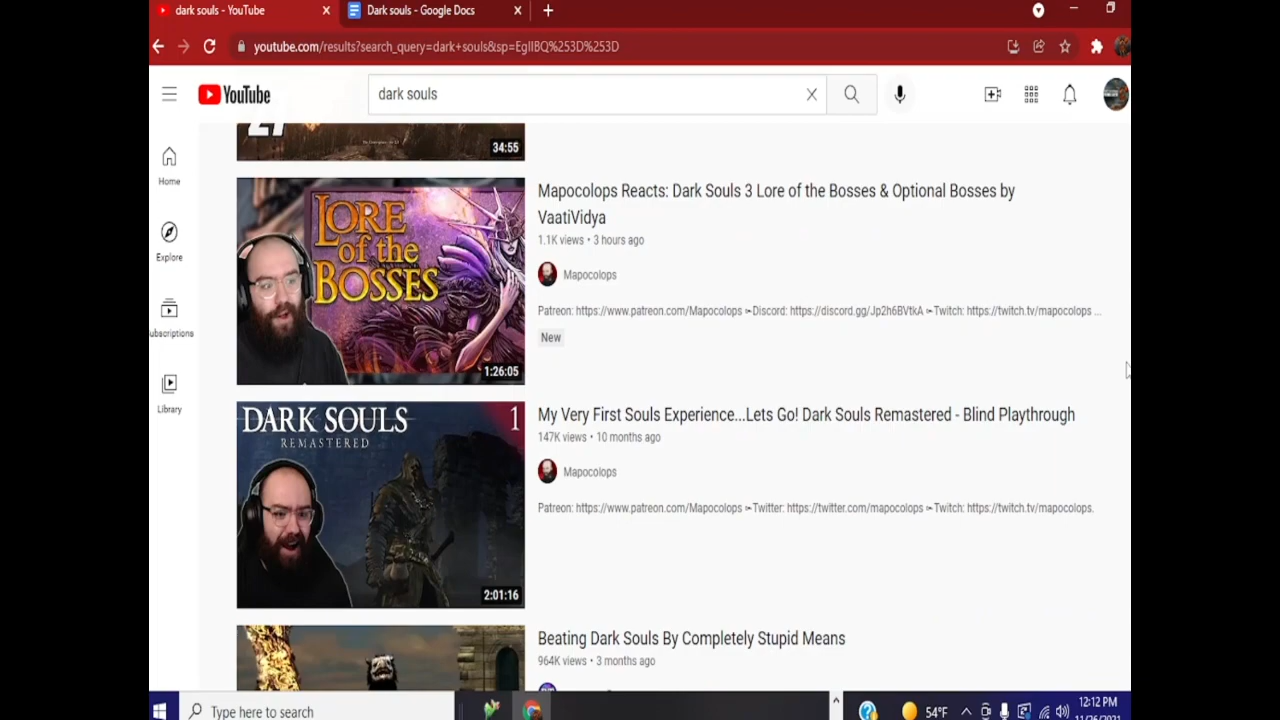 dark souls - YouTube
Dark souls - Google Docs
youtube.com/results?search_query=dark+souls&sp=EgIIBQ%253D%253D
YouTube
dark souls
34:55
Home
Explore
ubscriptions
Library
LORE
of the
BOSSES
1:26:05
Mapocolops Reacts: Dark Souls 3 Lore of the Bosses & Optional Bosses by
VaatiVidya
1.1K views • 3 hours ago
Mapocolops
Patreon: https://www.patreon.com/Mapocolops ➣Discord: https://discord.gg/Jp2h6BVtkA ➣Twitch: https://twitch.tv/mapocolops ...
New
DARK SOULS
REMASTERED
1
2:01:16
My Very First Souls Experience...Lets Go! Dark Souls Remastered - Blind Playthrough
147K views • 10 months ago
Mapocolops
Patreon: https://www.patreon.com/Mapocolops ➣Twitter: https://twitter.com/mapocolops ➣Twitch: https://twitch.tv/mapocolops.
Beating Dark Souls By Completely Stupid Means
964K views • 3 months ago
Type here to search
54°F
12:12 PM
11/26/2021